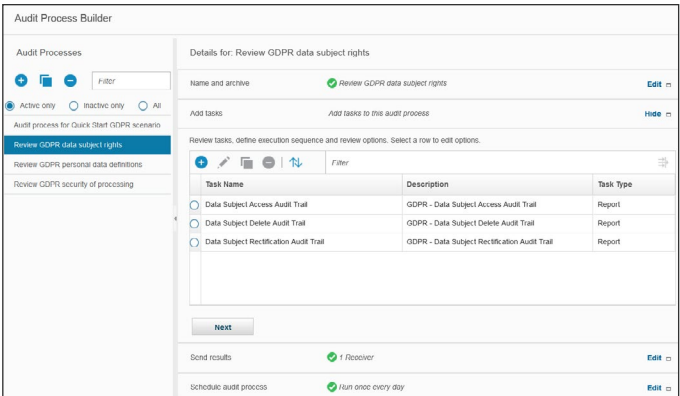 Audit Process Builder
Audit Processes
Filter
Active only
Inactive only
All
Audit process for Quick Start GDPR scenario
Review GDPR data subject rights
Review GDPR personal data definitions
Review GDPR security of processing
Details for: Review GDPR data subject rights
Name and archive
Review GDPR data subject rights
Edit
Add tasks
Add tasks to this audit process
Hide
Review tasks, define execution sequence and review options. Select a row to edit options.
Filter
Task Name Description Task Type
Data Subject Access Audit Trail GDPR - Data Subject Access Audit Trail Report
Data Subject Delete Audit Trail GDPR - Data Subject Delete Audit Trail Report
Data Subject Rectification Audit Trail GDPR - Data Subject Rectification Audit Trail Report
Next
Send results
1 Receiver
Edit
Schedule audit process
Run once every day
Edit